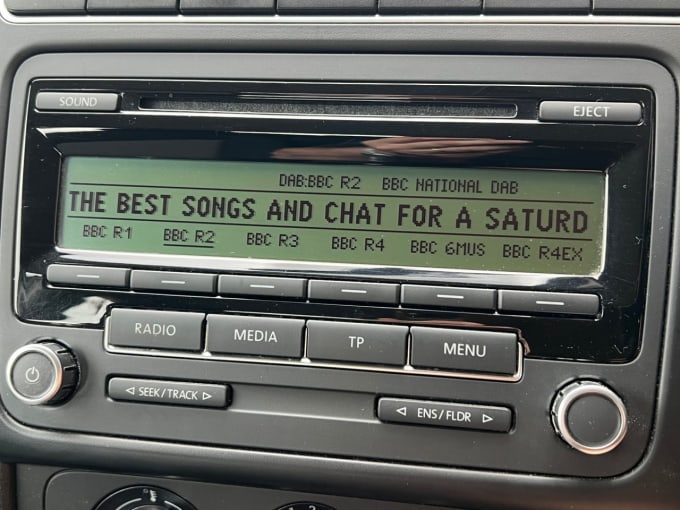 SOUND EJECT
DAB:BBC R2 BBC NATIONAL DAB
THE BEST SONGS AND CHAT FOR A SATURD
BBC R1 BBC R2 BBC R3 BBC R4 BBC 6MUS BBC R4EX
RADIO MEDIA TP MENU
◁ SEEK / TRACK ▷ ◁ ENS / FLDR ▷